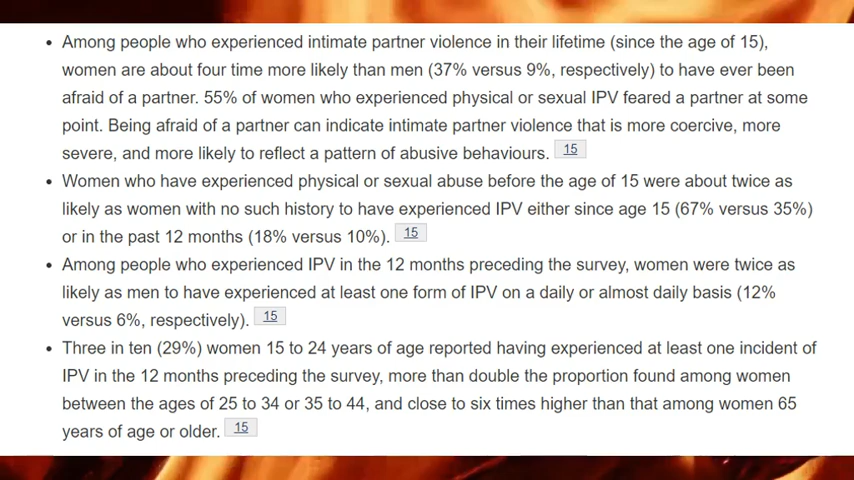 • Among people who experienced intimate partner violence in their lifetime (since the age of 15),
women are about four time more likely than men (37% versus 9%, respectively) to have ever been
afraid of a partner. 55% of women who experienced physical or sexual IPV feared a partner at some
point. Being afraid of a partner can indicate intimate partner violence that is more coercive, more
severe, and more likely to reflect a pattern of abusive behaviours. 15
• Women who have experienced physical or sexual abuse before the age of 15 were about twice as
likely as women with no such history to have experienced IPV either since age 15 (67% versus 35%)
or in the past 12 months (18% versus 10%). 15
• Among people who experienced IPV in the 12 months preceding the survey, women were twice as
likely as men to have experienced at least one form of IPV on a daily or almost daily basis (12%
versus 6%, respectively). 15
• Three in ten (29%) women 15 to 24 years of age reported having experienced at least one incident of
IPV in the 12 months preceding the survey, more than double the proportion found among women
between the ages of 25 to 34 or 35 to 44, and close to six times higher than that among women 65
years of age or older. 15